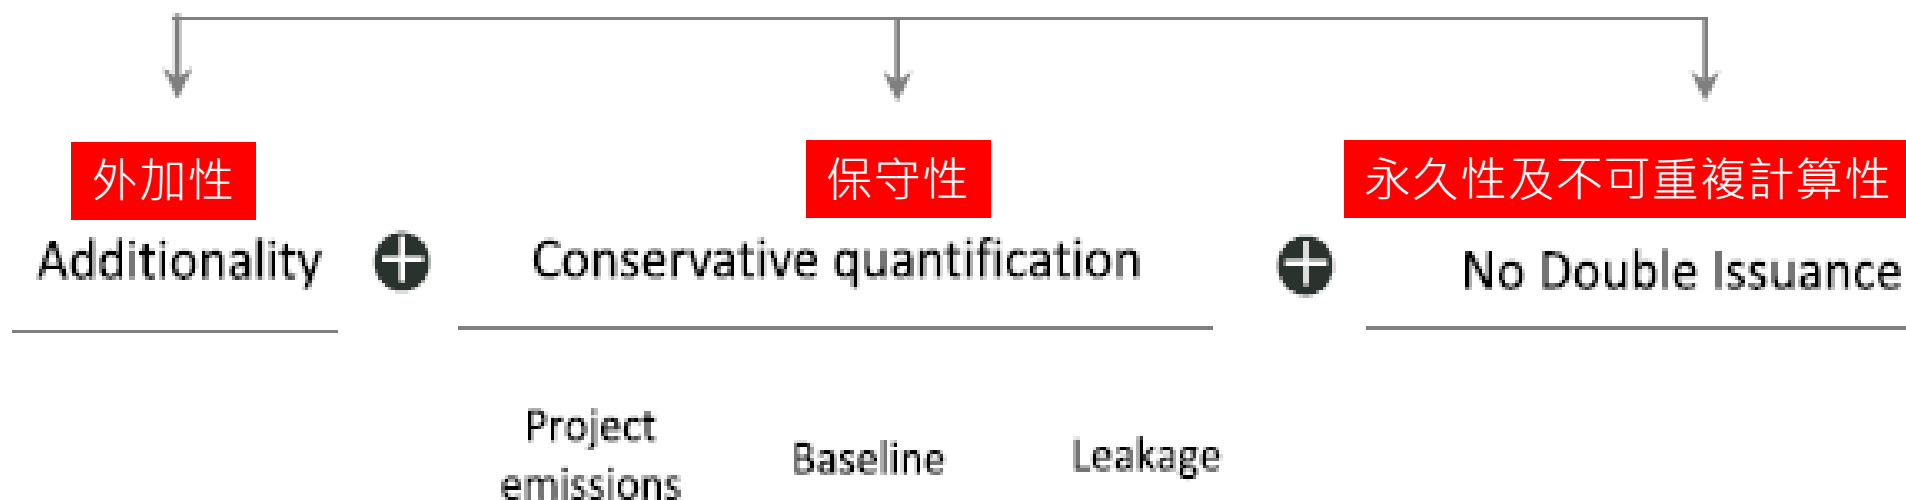 外加性
保守性
永久性及不可重複計算性
Additionality
Conservative quantification
No Double Issuance
Project
emissions
Baseline
Leakage